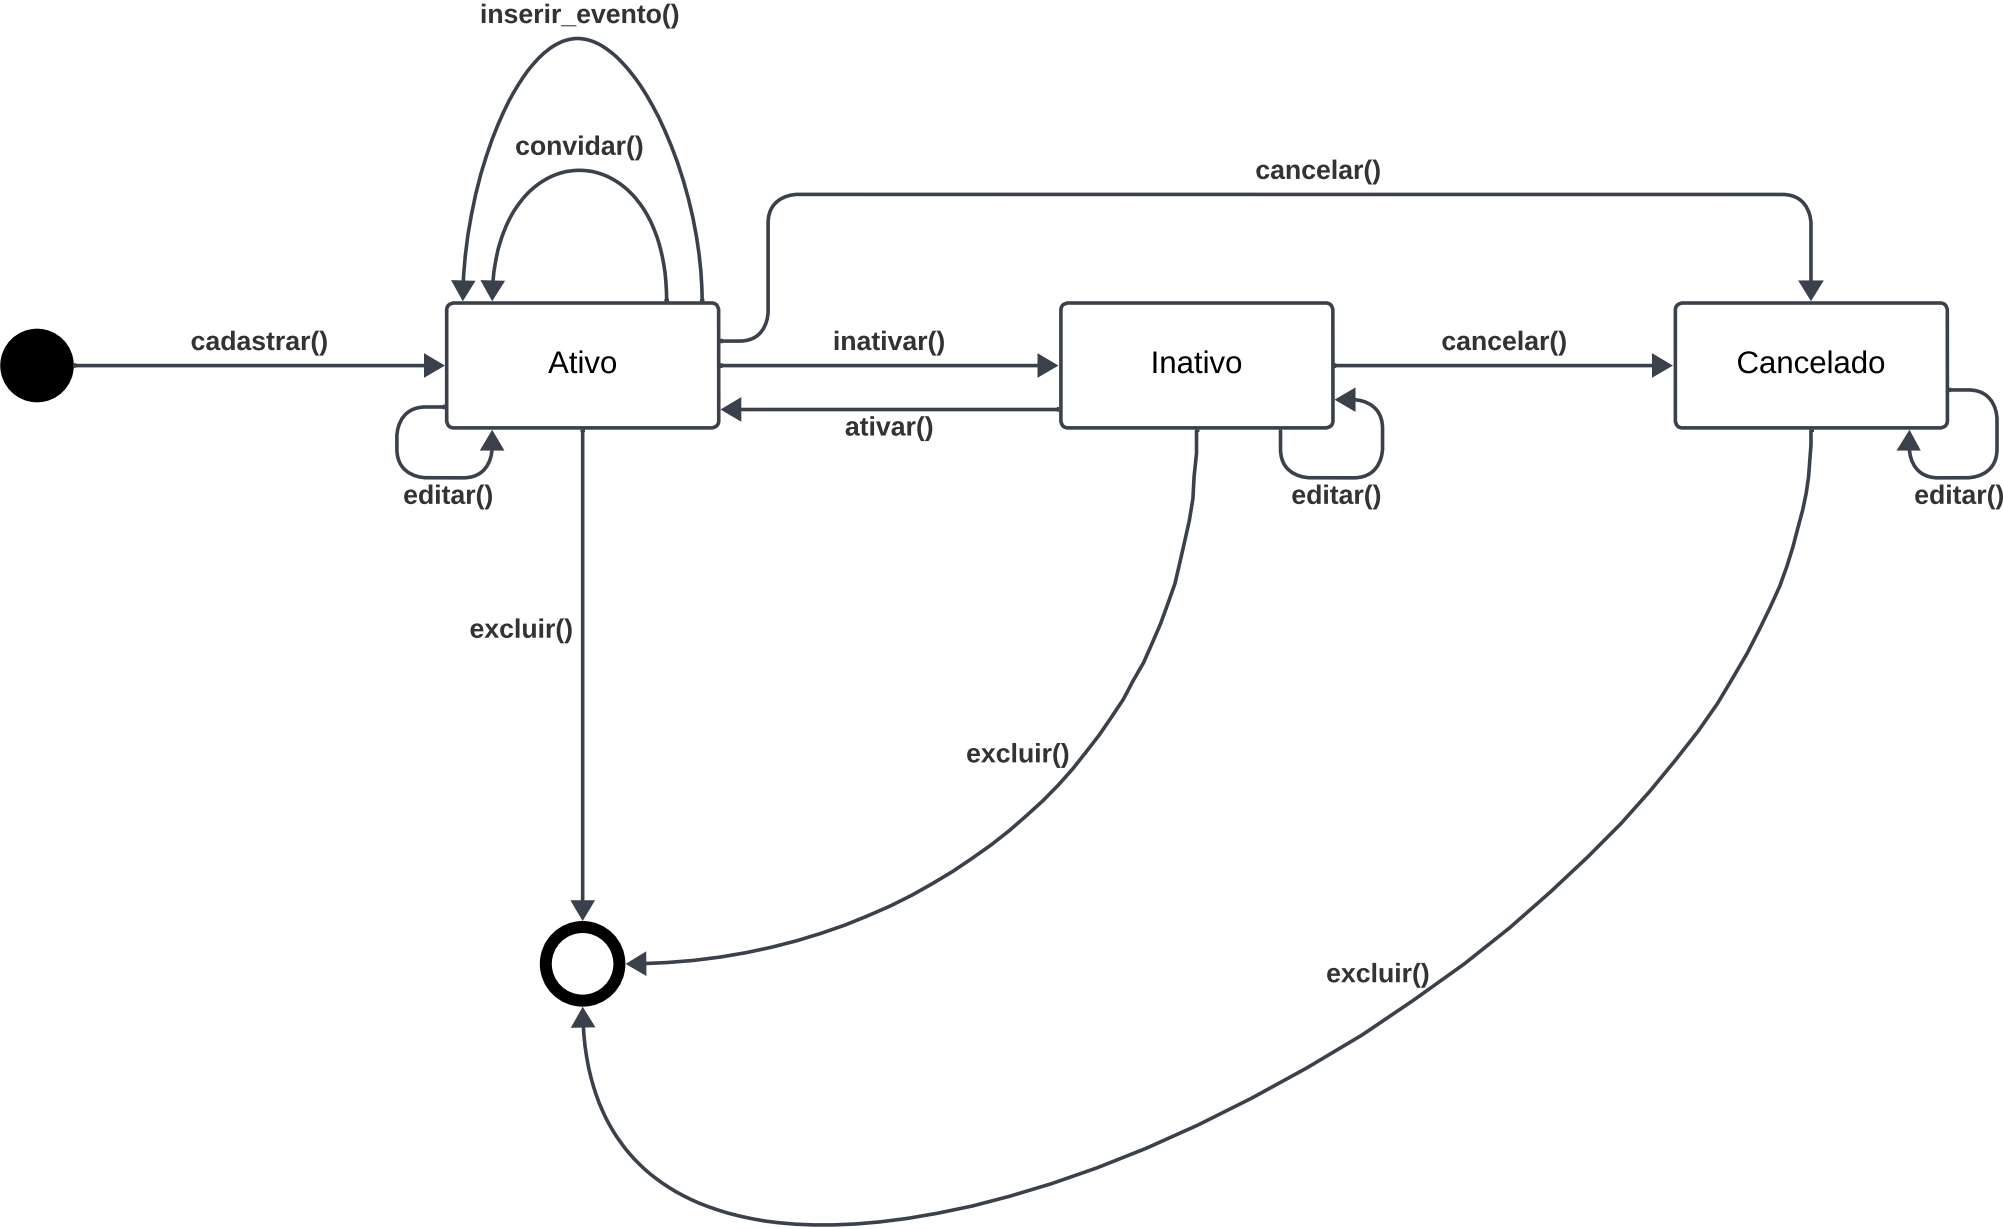 inserir_evento()
convidar()
cancelar()
cadastrar()
Ativo
inativar()
Inativo
cancelar()
Cancelado
ativar()
editar()
editar()
editar()
excluir()
excluir()
excluir()